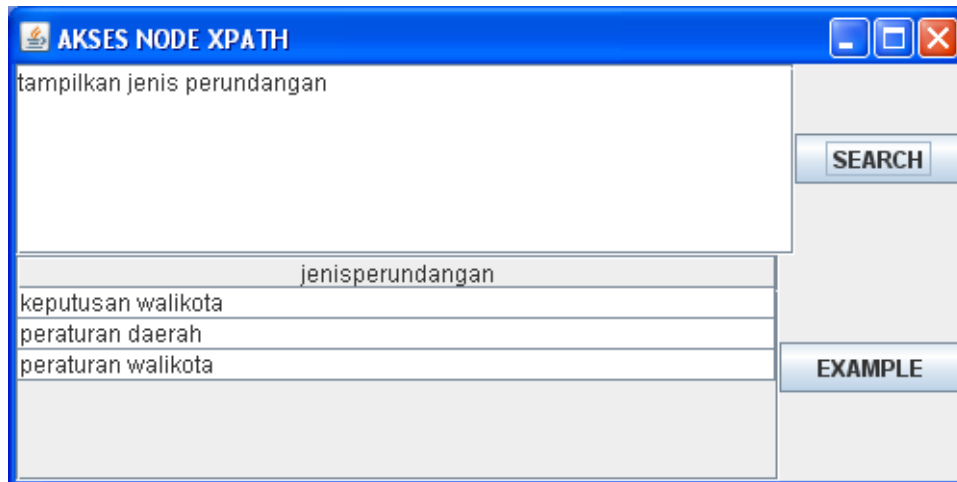 AKSES NODE XPATH
tampilkan jenis perundangan
SEARCH
jenisperundangan
keputusan walikota
peraturan daerah
peraturan walikota
EXAMPLE